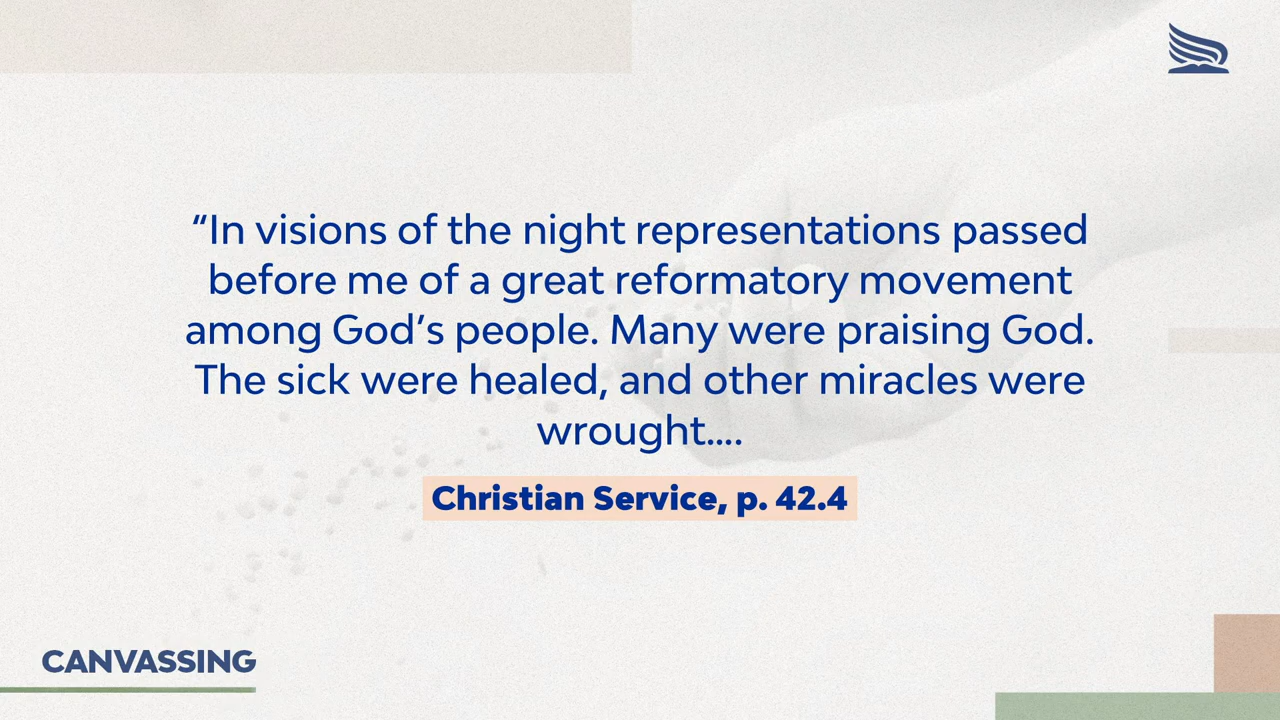 “In visions of the night representations passed
before me of a great reformatory movement
among God’s people. Many were praising God.
The sick were healed, and other miracles were
wrought….
Christian Service, p. 42.4
CANVASSING